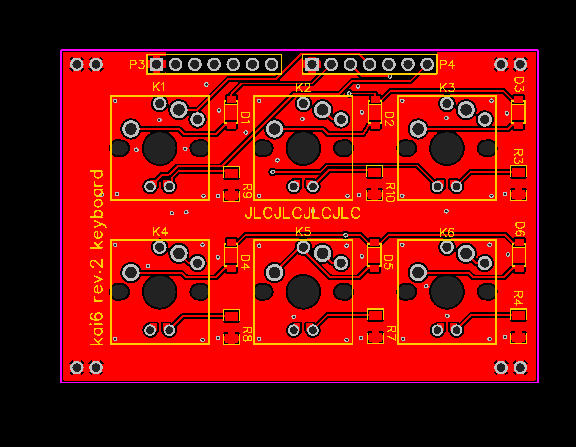 P3 P4
K1 K2 K3 D3
D1 D2
R9 R10 R3
JLCJLCJLCJLC
kai6 rev.2 keyboard
K4 K5 K6 D6
D4 D5
R8 R7 R4